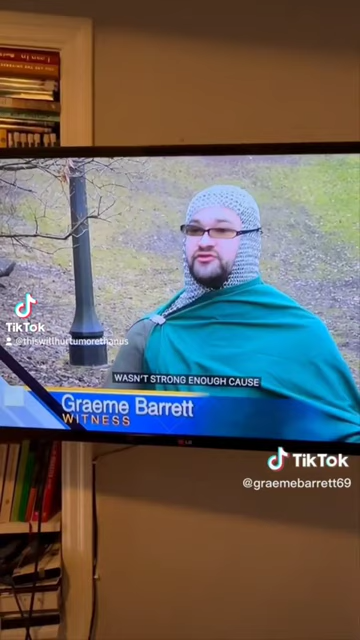 TikTok
@thiswillhurtumorethanus
WASN'T STRONG ENOUGH CAUSE
Graeme Barrett
WITNESS
TikTok
@graemebarrett69